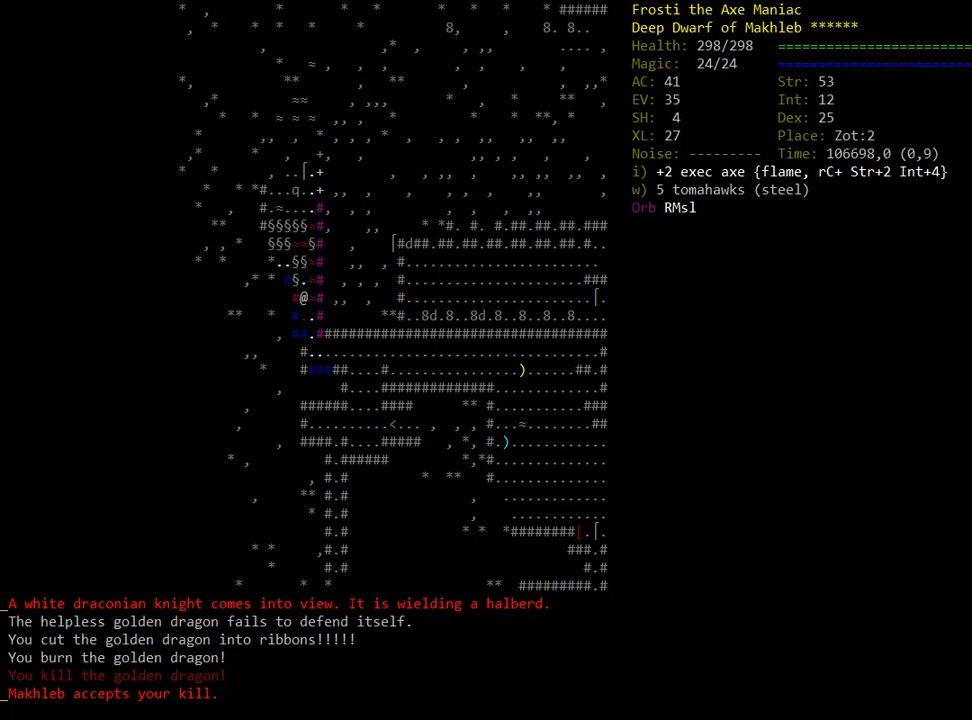 Frosti the Axe Maniac
Deep Dwarf of Makhleb ******
Health: 298/298
Magic: 24/24
AC: 41 Str: 53
EV: 35 Int: 12
SH: 4 Dex: 25
XL: 27 Place: Zot:2
Noise: --------- Time: 106698,0 (0,9)
i) +2 exec axe {flame, rC+ Str+2 Int+4}
w) 5 tomahawks (steel)
Orb RMsl
_A white draconian knight comes into view. It is wielding a halberd.
The helpless golden dragon fails to defend itself.
You cut the golden dragon into ribbons!!!!!
You burn the golden dragon!
You kill the golden dragon!
_Makhleb accepts your kill.